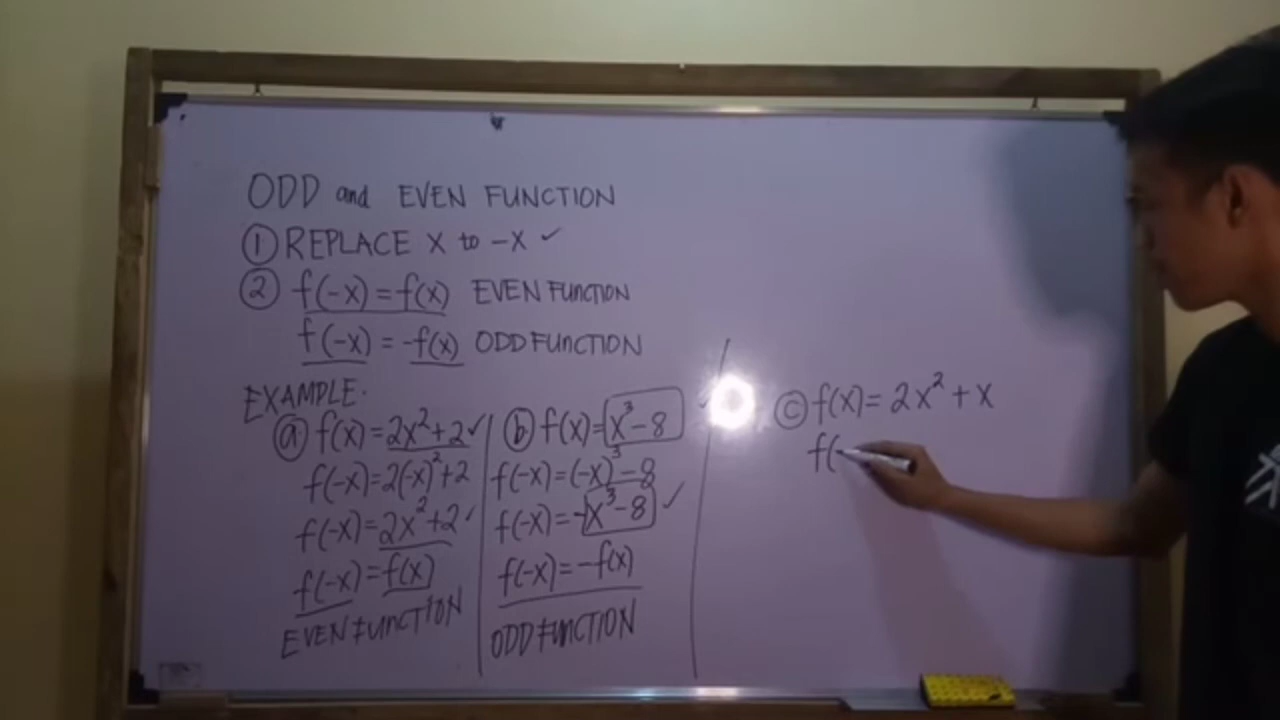 ODD and EVEN FUNCTION
① REPLACE X to -X ✓
② f(-x) = f(x) EVEN FUNCTION
f(-x) = -f(x) ODD FUNCTION
EXAMPLE.
ⓐ f(x) = 2x²+2 ✓
f(-x) = 2(-x)²+2
f(-x) = 2x²+2 ✓
f(-x) = f(x)
EVEN FUNCTION
ⓑ f(x) = x³-8
f(-x) = (-x)³-8
f(-x) = -x³-8 ✓
f(-x) = -f(x)
ODD FUNCTION
ⓒ f(x) = 2x² + x
f(-